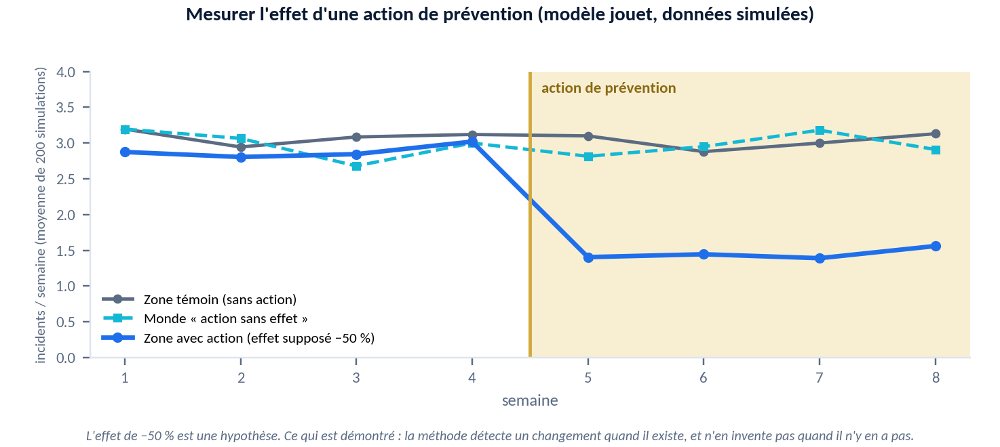 Mesurer l'effet d'une action de prévention (modèle jouet, données simulées)
incidents / semaine (moyenne de 200 simulations)
4.0
3.5
3.0
2.5
2.0
1.5
1.0
0.5
0.0
action de prévention
Zone témoin (sans action)
Monde « action sans effet »
Zone avec action (effet supposé −50 %)
1 2 3 4 5 6 7 8
semaine
L'effet de −50 % est une hypothèse. Ce qui est démontré : la méthode détecte un changement quand il existe, et n'en invente pas quand il n'y en a pas.